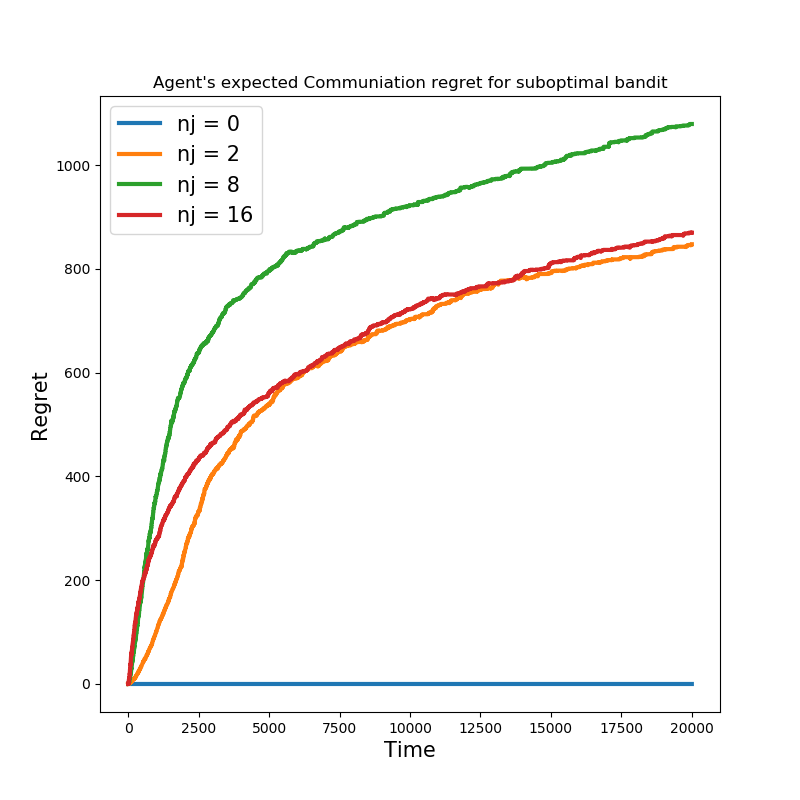 Agent's expected Communiation regret for suboptimal bandit
nj = 0
nj = 2
nj = 8
nj = 16
1000
800
600
400
200
0
Regret
0 2500 5000 7500 10000 12500 15000 17500 20000
Time